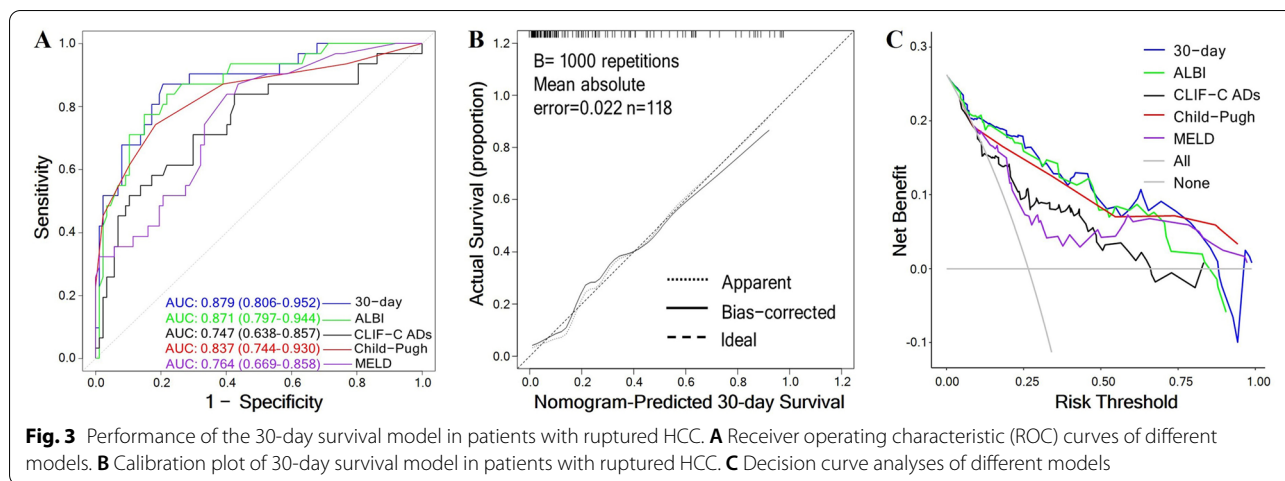 A
Sensitivity
1.0
0.8
0.6
0.4
0.2
0.0
AUC: 0.879 (0.806-0.952) 30-day
AUC: 0.871 (0.797-0.944) ALBI
AUC: 0.747 (0.638-0.857) CLIF-C ADs
AUC: 0.837 (0.744-0.930) Child-Pugh
AUC: 0.764 (0.669-0.858) MELD
0.0 0.2 0.4 0.6 0.8 1.0
1 − Specificity
B
Actual Survival (proportion)
1.2
1.0
0.8
0.6
0.4
0.2
0.0
B= 1000 repetitions
Mean absolute
error=0.022 n=118
Apparent
Bias-corrected
Ideal
0.0 0.2 0.4 0.6 0.8 1.0 1.2
Nomogram-Predicted 30-day Survival
C
Net Benefit
0.3
0.2
0.1
0.0
-0.1
30-day
ALBI
CLIF-C ADs
Child-Pugh
MELD
All
None
0.00 0.25 0.50 0.75 1.00
Risk Threshold
Fig. 3 Performance of the 30-day survival model in patients with ruptured HCC. A Receiver operating characteristic (ROC) curves of different
models. B Calibration plot of 30-day survival model in patients with ruptured HCC. C Decision curve analyses of different models